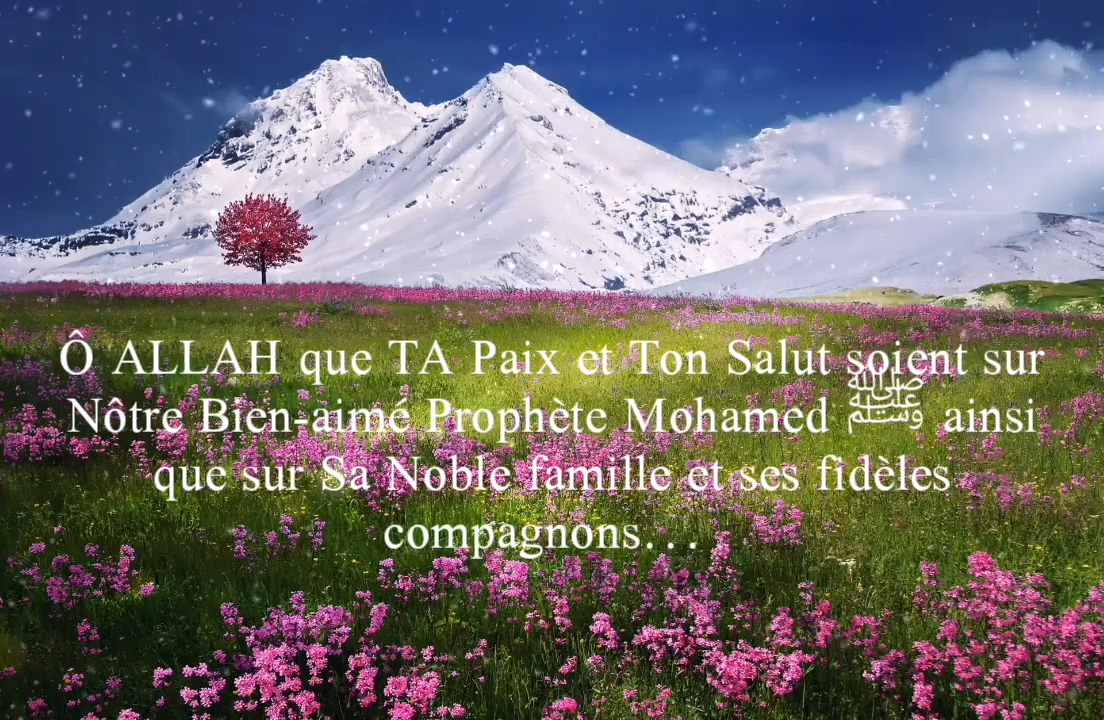 Ô ALLAH que TA Paix et Ton Salut soient sur
Nôtre Bien-aimé Prophète Mohamed ﷺ ainsi
que sur Sa Noble famille et ses fidèles
compagnons…